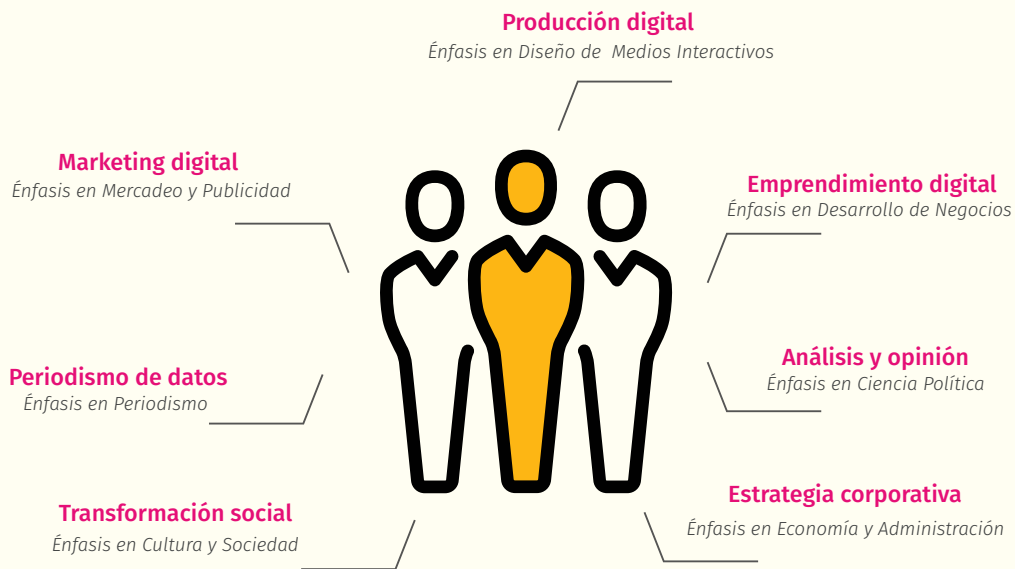 Producción digital
Énfasis en Diseño de Medios Interactivos
Marketing digital
Énfasis en Mercadeo y Publicidad
Emprendimiento digital
Énfasis en Desarrollo de Negocios
Periodismo de datos
Énfasis en Periodismo
Análisis y opinión
Énfasis en Ciencia Política
Transformación social
Énfasis en Cultura y Sociedad
Estrategia corporativa
Énfasis en Economía y Administración